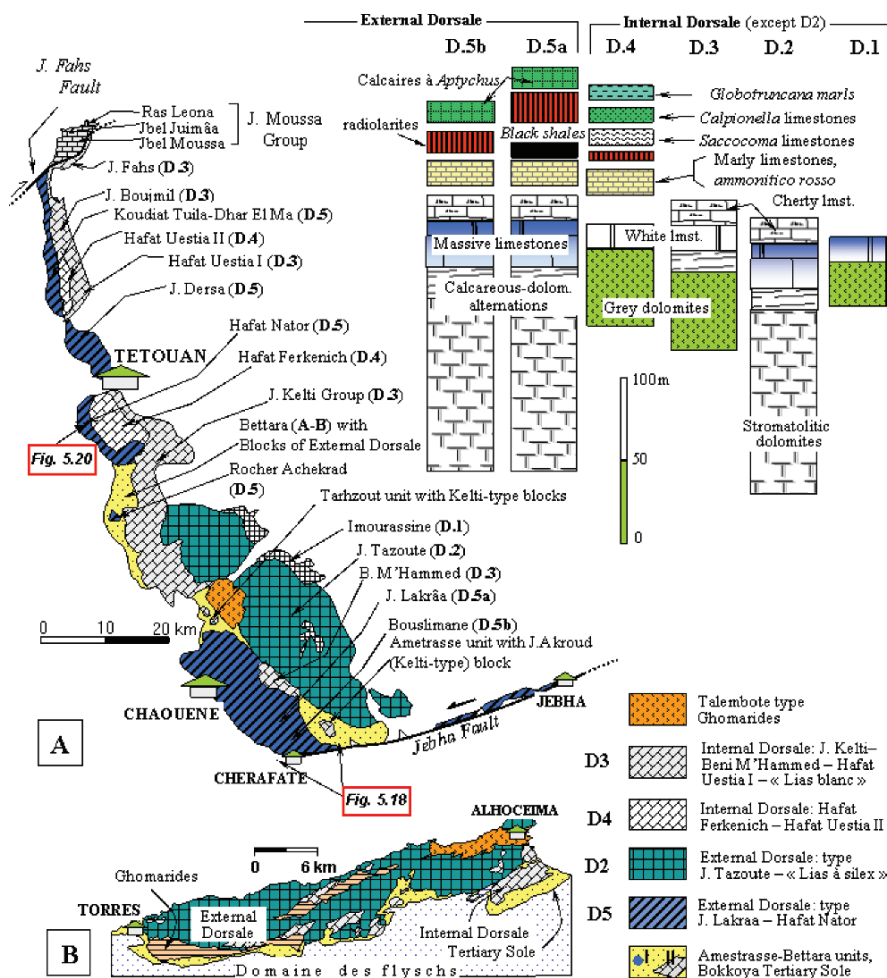 External Dorsale
Internal Dorsale (except D2)
D.5b
D.5a
D.4
D.3
D.2
D.1
J. Fahs
Fault
Ras Leona
Jbel Juimâa
Jbel Moussa
J. Moussa
Group
J. Fahs (D.3)
J. Boujmil (D.3)
Koudiat Tuila-Dhar El Ma (D.5)
Hafat Uestia II (D.4)
Hafat Uestia I (D.3)
J. Dersa (D.5)
Hafat Nator (D.5)
TETOUAN
Hafat Ferkenich (D.4)
J. Kelti Group (D.3)
Bettara (A-B) with
Blocks of External Dorsale
Fig. 5.20
Rocher Achekrad
(D.5)
Tarhzout unit with Kelti-type blocks
Imourassine (D.1)
J. Tazoute (D.2)
B. M'Hammed (D.3)
J. Lakrâa (D.5a)
Bouslimane (D.5b)
Ametrasse unit with J.Akroud
(Kelti-type) block
0 10 20 km
CHAOUENE
JEBHA
Jebha Fault
A
CHERAFATE
Fig. 5.18
Calcaires à Aptychus
radiolarites
Black shales
Globotruncana marls
Calpionella limestones
Saccocoma limestones
Marly limestones,
ammonitico rosso
Cherty lmst.
Massive limestones
White lmst.
Calcareous-dolom.
alternations
Grey dolomites
Stromatolitic
dolomites
100m
50
0
Talembote type
Ghomarides
D3
Internal Dorsale: J. Kelti–
Beni M'Hammed – Hafat
Uestia I – « Lias blanc »
D4
Internal Dorsale: Hafat
Ferkenich – Hafat Uestia II
D2
External Dorsale: type
J. Tazoute – « Lias à silex »
D5
External Dorsale: type
J. Lakraa – Hafat Nator
Amestrasse-Bettara units,
Bokkoya Tertiary Sole
ALHOCEIMA
0 6 km
Ghomarides
TORRES
External
Dorsale
Internal Dorsale
Tertiary Sole
B
Domaine des flyschs